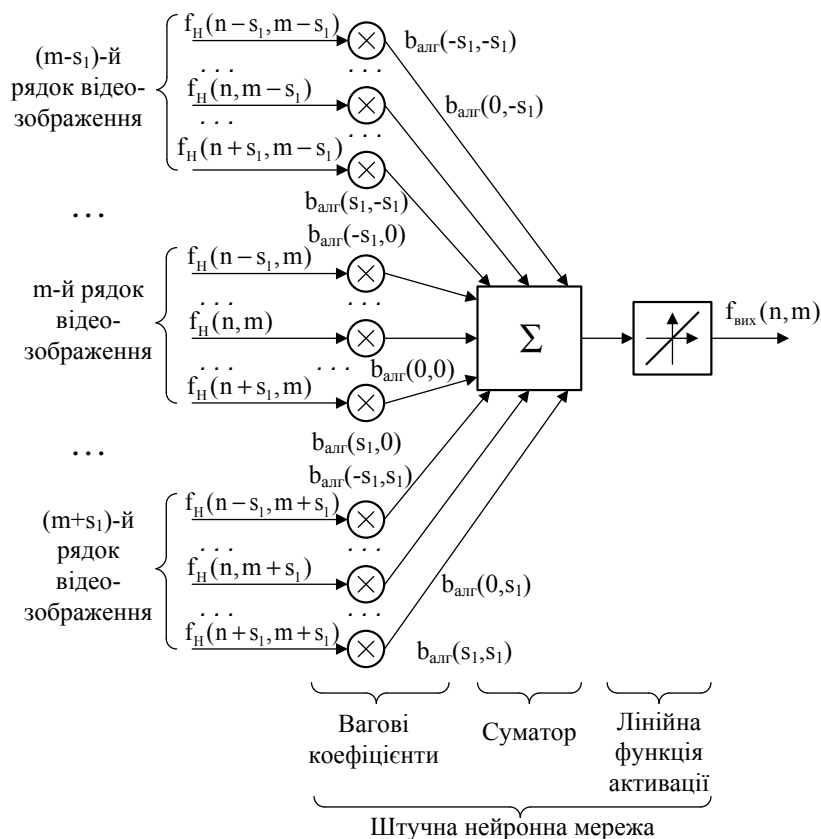 f_H(n−s₁,m−s₁)
b_алг(-s₁,-s₁)
(m-s₁)-й
рядок відео-
зображення
. . .
. . .
f_H(n,m−s₁)
b_алг(0,-s₁)
. . .
. . .
f_H(n+s₁,m−s₁)
b_алг(s₁,-s₁)
. . .
b_алг(-s₁,0)
f_H(n−s₁,m)
m-й рядок
відео-
зображення
. . .
. . .
f_H(n,m)
Σ
f_вих(n,m)
. . .
. . .
b_алг(0,0)
f_H(n+s₁,m)
b_алг(s₁,0)
. . .
b_алг(-s₁,s₁)
f_H(n−s₁,m+s₁)
(m+s₁)-й
рядок
відео-
зображення
. . .
. . .
f_H(n,m+s₁)
b_алг(0,s₁)
. . .
. . .
f_H(n+s₁,m+s₁)
b_алг(s₁,s₁)
Вагові
коефіцієнти
Суматор
Лінійна
функція
активації
Штучна нейронна мережа